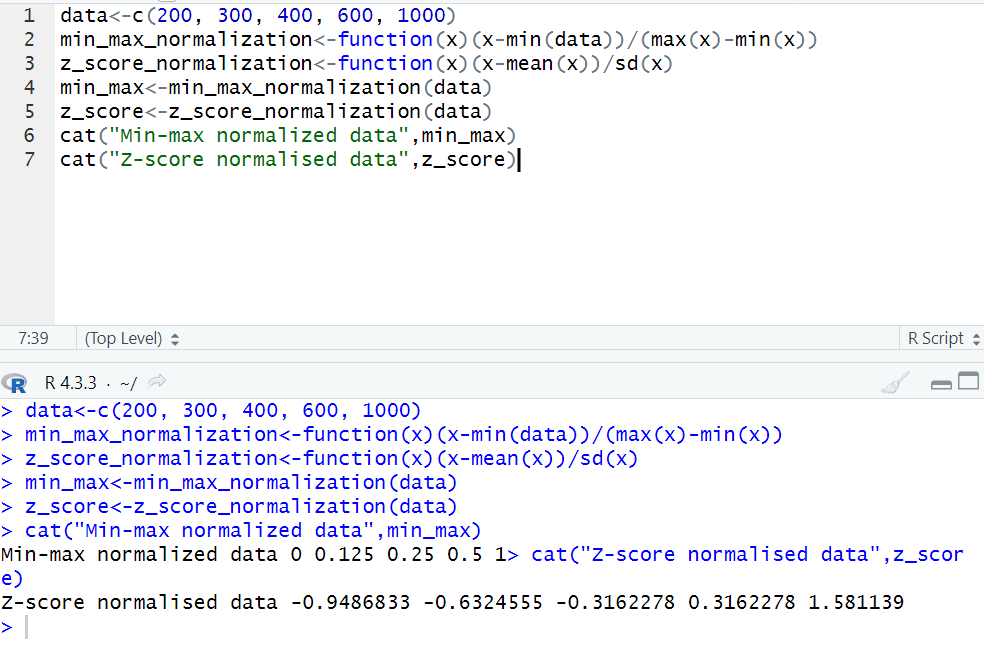 1 data<-c(200, 300, 400, 600, 1000)
2 min_max_normalization<-function(x)(x-min(data))/(max(x)-min(x))
3 z_score_normalization<-function(x)(x-mean(x))/sd(x)
4 min_max<-min_max_normalization(data)
5 z_score<-z_score_normalization(data)
6 cat("Min-max normalized data",min_max)
7 cat("Z-score normalised data",z_score)
7:39 (Top Level) R Script
R R 4.3.3 · ~/
> data<-c(200, 300, 400, 600, 1000)
> min_max_normalization<-function(x)(x-min(data))/(max(x)-min(x))
> z_score_normalization<-function(x)(x-mean(x))/sd(x)
> min_max<-min_max_normalization(data)
> z_score<-z_score_normalization(data)
> cat("Min-max normalized data",min_max)
Min-max normalized data 0 0.125 0.25 0.5 1> cat("Z-score normalised data",z_scor
e)
Z-score normalised data -0.9486833 -0.6324555 -0.3162278 0.3162278 1.581139
>